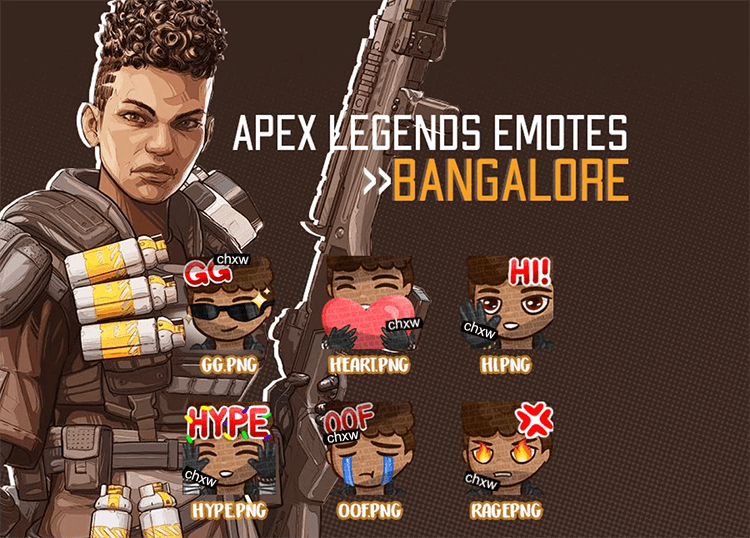 APEX LEGENDS EMOTES
>>BANGALORE
GG
chxw
HI!
chxw
chxw
GG.PNG
HEART.PNG
HI.PNG
HYPE
OOF
chxw
chxw
chxw
HYPE.PNG
OOF.PNG
RAGE.PNG